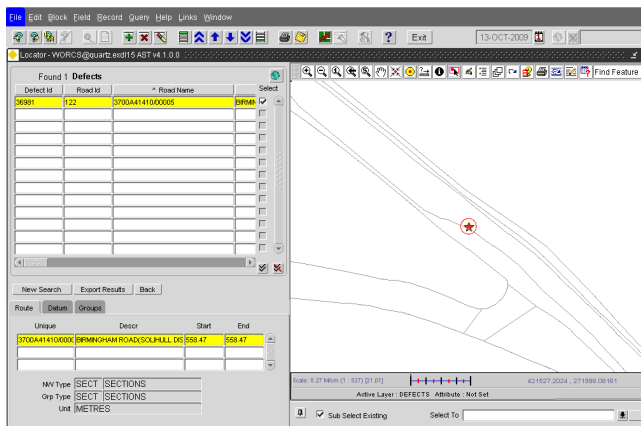 File Edit Block Field Record Query Help Links Window
Exit 13-OCT-2009
Locator - WORCS@quartz.exdl15 AST v4.1.0.0
Found 1 Defects
Defect Id Road Id ^ Road Name Select
36981 122 3700A41410/00005 BIRMIN
Find Feature
New Search Export Results Back
Route Datum Groups
Unique Descr Start End
3700A41410/0000 BIRMINGHAM ROAD(SOLIHULL DIS 558.47 558.47
NW Type SECT SECTIONS
Grp Type SECT SECTIONS
Unit METRES
Scale: 8.27 M/cm (1 : 827) [21.01] 421527.2024 , 271990.00161
Active Layer : DEFECTS Attribute : Not Set
Sub Select Existing Select To